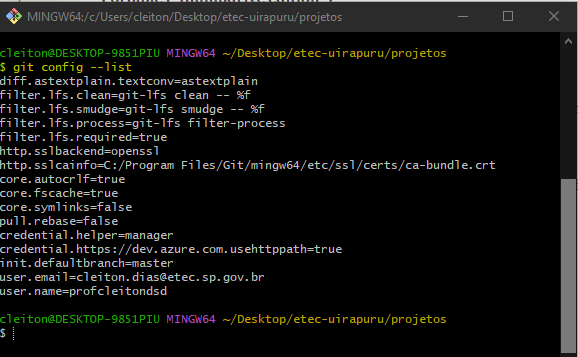 MINGW64:/c/Users/cleiton/Desktop/etec-uirapuru/projetos
cleiton@DESKTOP-9851PIU MINGW64 ~/Desktop/etec-uirapuru/projetos
$ git config --list
diff.astextplain.textconv=astextplain
filter.lfs.clean=git-lfs clean -- %f
filter.lfs.smudge=git-lfs smudge -- %f
filter.lfs.process=git-lfs filter-process
filter.lfs.required=true
http.sslbackend=openssl
http.sslcainfo=C:/Program Files/Git/mingw64/etc/ssl/certs/ca-bundle.crt
core.autocrlf=true
core.fscache=true
core.symlinks=false
pull.rebase=false
credential.helper=manager
credential.https://dev.azure.com.usehttppath=true
init.defaultbranch=master
user.email=cleiton.dias@etec.sp.gov.br
user.name=profcleitondsd
cleiton@DESKTOP-9851PIU MINGW64 ~/Desktop/etec-uirapuru/projetos
$